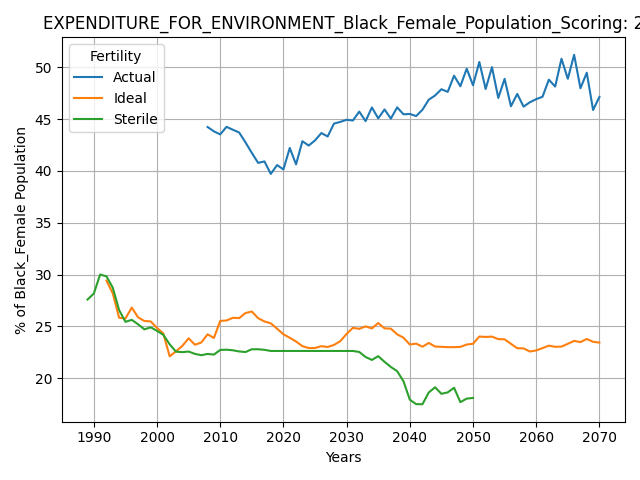 EXPENDITURE_FOR_ENVIRONMENT_Black_Female_Population_Scoring: 2
Fertility
Actual
Ideal
Sterile
% of Black_Female Population
50
45
40
35
30
25
20
1990 2000 2010 2020 2030 2040 2050 2060 2070
Years